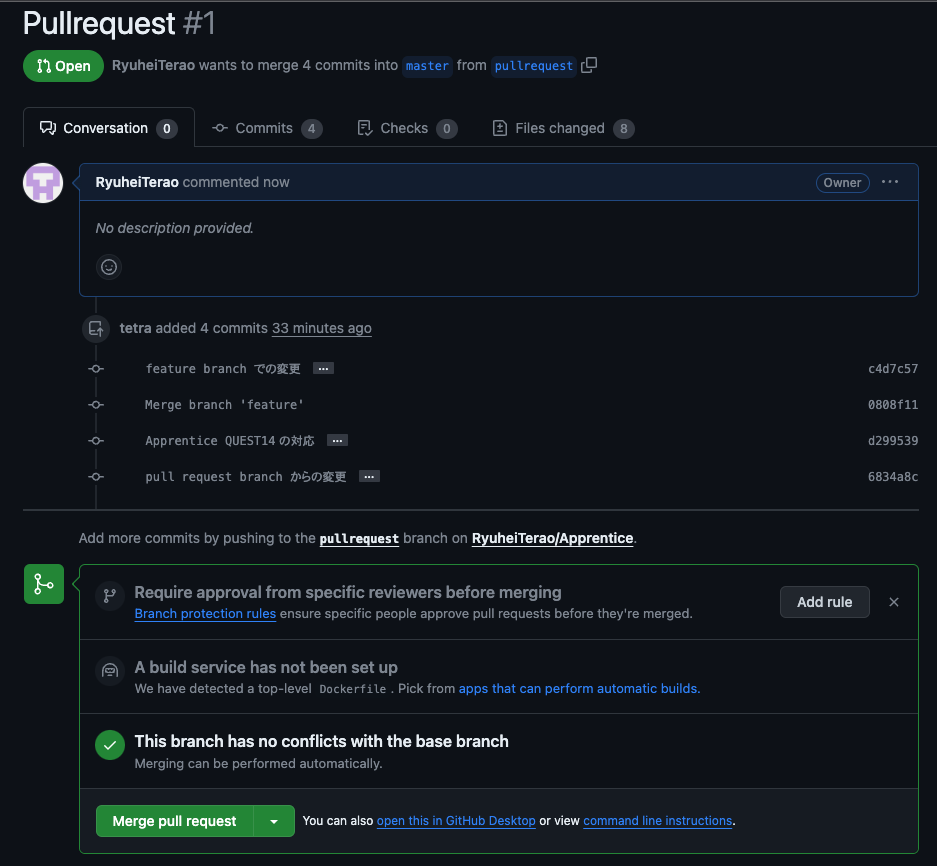 Pullrequest #1
Open RyuheiTerao wants to merge 4 commits into master from pullrequest
Conversation 0 Commits 4 Checks 0 Files changed 8
RyuheiTerao commented now Owner ...
No description provided.
tetra added 4 commits 33 minutes ago
feature branch での変更 ... c4d7c57
Merge branch 'feature' 0808f11
Apprentice QUEST14の対応 ... d299539
pull request branch からの変更 ... 6834a8c
Add more commits by pushing to the pullrequest branch on RyuheiTerao/Apprentice.
Require approval from specific reviewers before merging
Branch protection rules ensure specific people approve pull requests before they're merged.
Add rule
A build service has not been set up
We have detected a top-level Dockerfile. Pick from apps that can perform automatic builds.
This branch has no conflicts with the base branch
Merging can be performed automatically.
Merge pull request You can also open this in GitHub Desktop or view command line instructions.